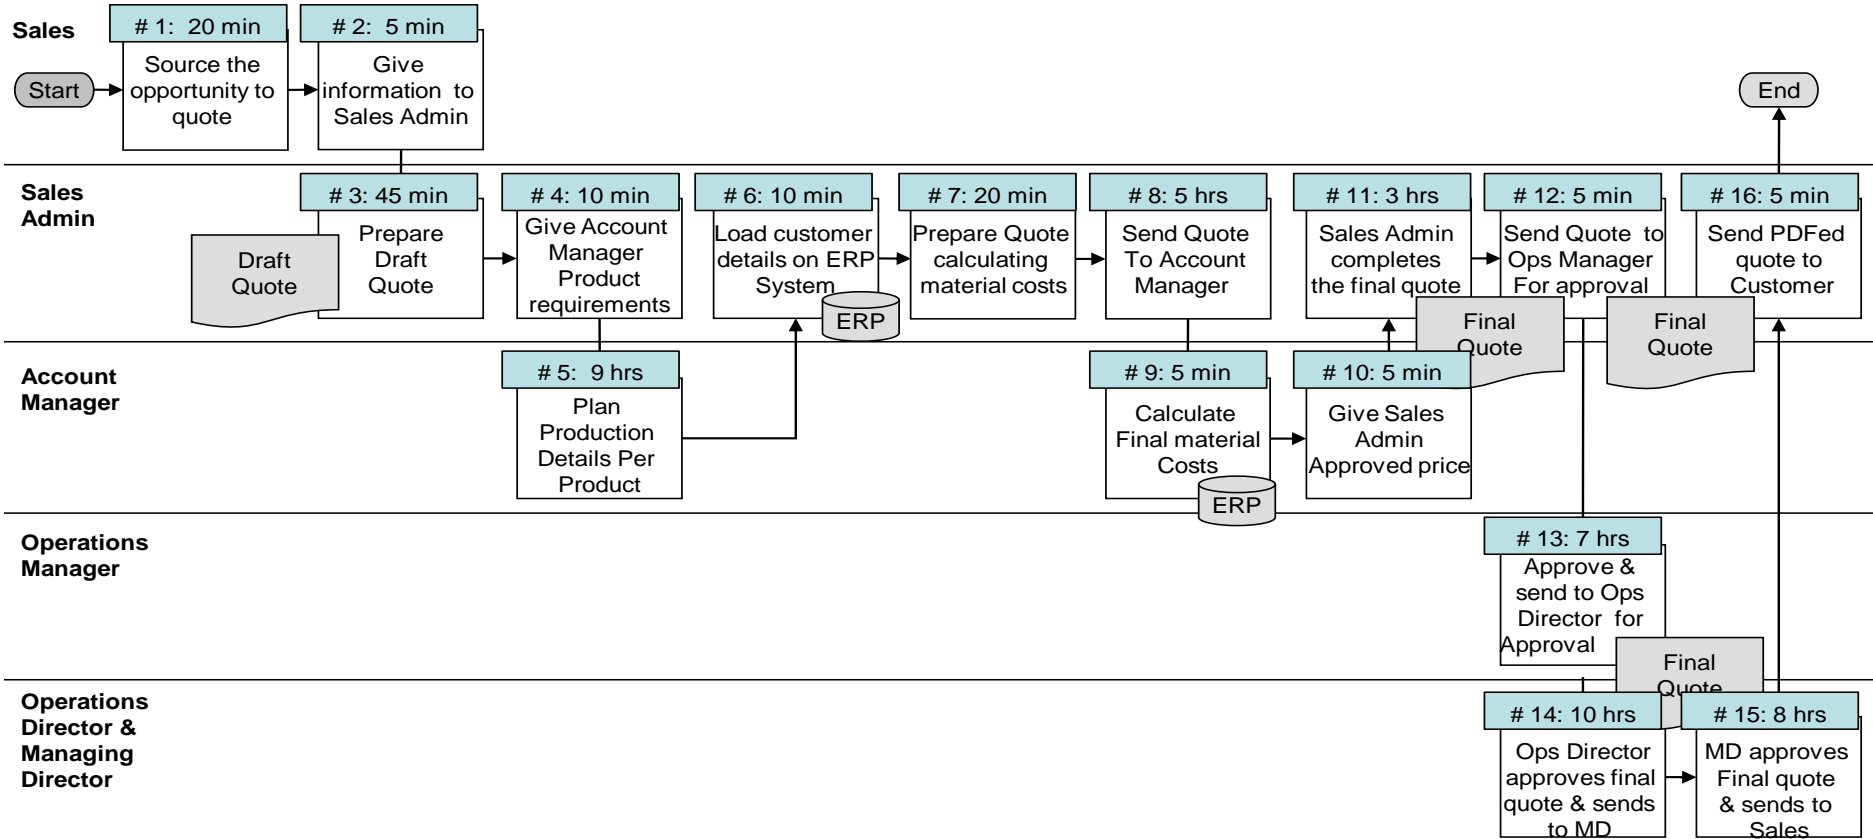 Sales
# 1: 20 min
Source the
opportunity to
quote
# 2: 5 min
Give
information to
Sales Admin
Start
End
Sales
Admin
# 3: 45 min
Prepare
Draft
Quote
Draft
Quote
# 4: 10 min
Give Account
Manager
Product
requirements
# 6: 10 min
Load customer
details on ERP
System
ERP
# 7: 20 min
Prepare Quote
calculating
material costs
# 8: 5 hrs
Send Quote
To Account
Manager
# 11: 3 hrs
Sales Admin
completes
the final quote
Final
Quote
# 12: 5 min
Send Quote to
Ops Manager
For approval
Final
Quote
# 16: 5 min
Send PDFed
quote to
Customer
Account
Manager
# 5: 9 hrs
Plan
Production
Details Per
Product
# 9: 5 min
Calculate
Final material
Costs
ERP
# 10: 5 min
Give Sales
Admin
Approved price
Operations
Manager
# 13: 7 hrs
Approve &
send to Ops
Director for
Approval
Final
Quote
Operations
Director &
Managing
Director
# 14: 10 hrs
Ops Director
approves final
quote & sends
to MD
# 15: 8 hrs
MD approves
Final quote
& sends to
Sales